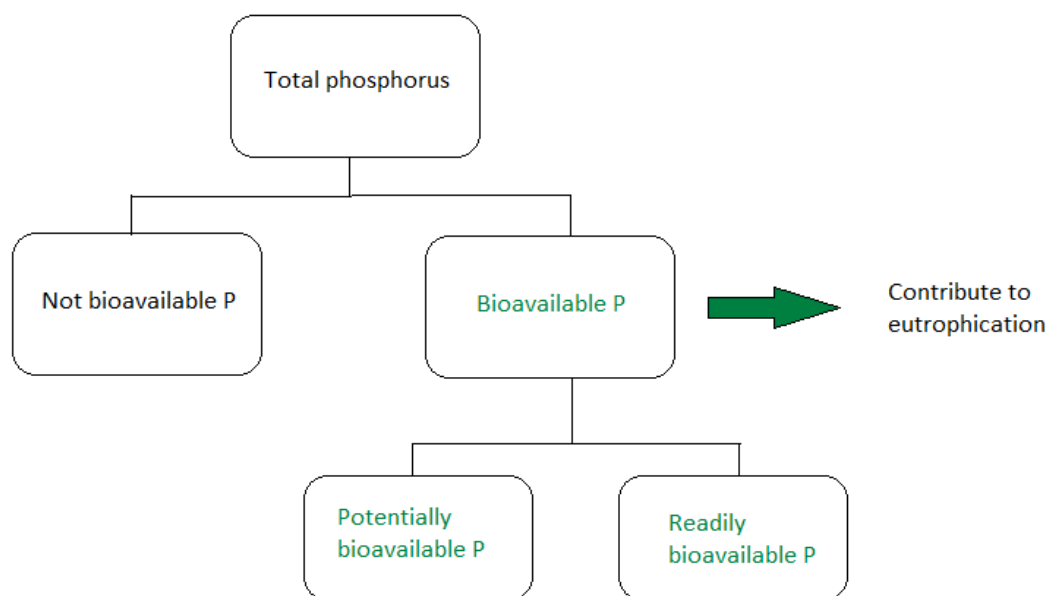 Total phosphorus
Not bioavailable P
Bioavailable P
Contribute to
eutrophication
Potentially
bioavailable P
Readily
bioavailable P